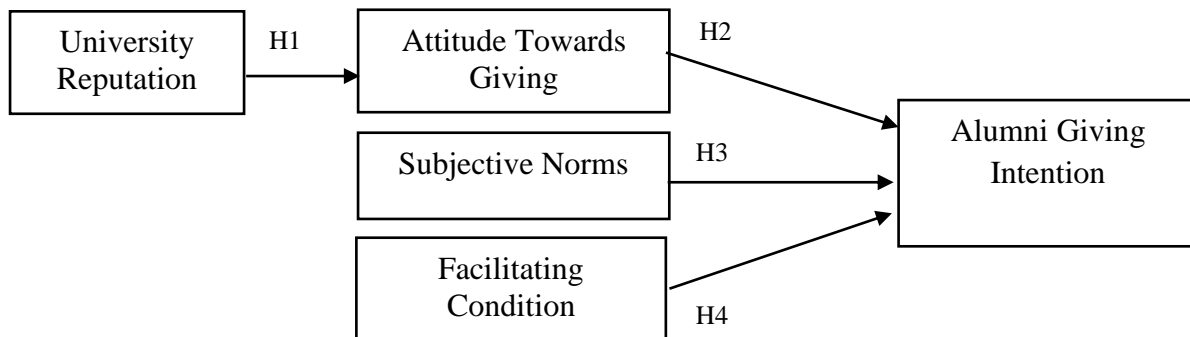 University
Reputation
H1
Attitude Towards
Giving
H2
Subjective Norms
H3
Facilitating
Condition
H4
Alumni Giving
Intention